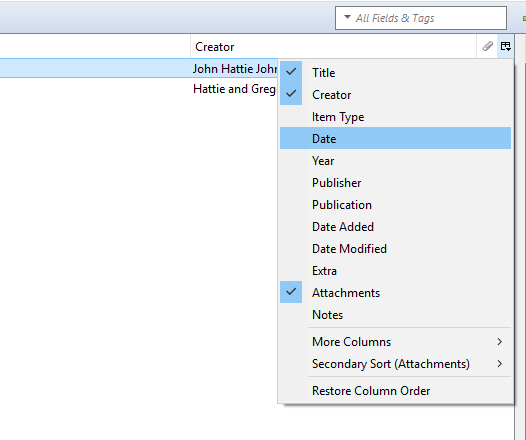 All Fields & Tags
Creator
John Hattie John
Hattie and Greg
Title
Creator
Item Type
Date
Year
Publisher
Publication
Date Added
Date Modified
Extra
Attachments
Notes
More Columns
Secondary Sort (Attachments)
Restore Column Order